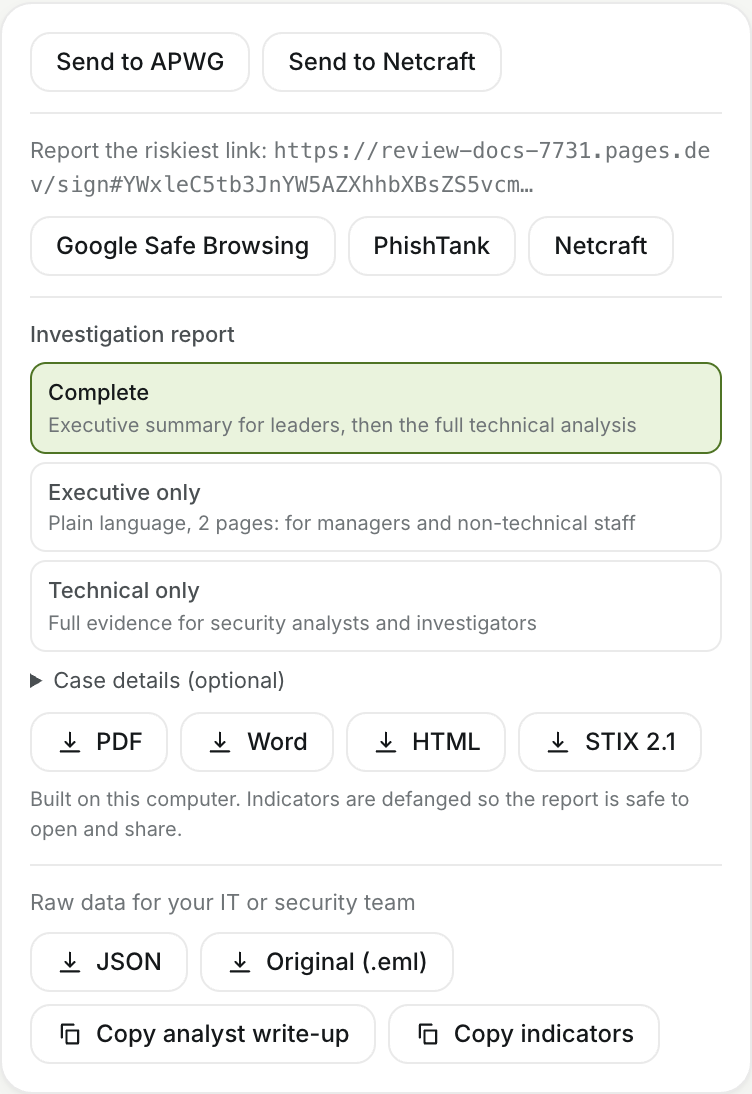 Send to APWG
Send to Netcraft
Report the riskiest link: https://review-docs-7731.pages.de
v/sign#YWxleC5tb3JnYW5AZXhhbXBsZS5vcm…
Google Safe Browsing
PhishTank
Netcraft
Investigation report
Complete
Executive summary for leaders, then the full technical analysis
Executive only
Plain language, 2 pages: for managers and non-technical staff
Technical only
Full evidence for security analysts and investigators
Case details (optional)
PDF
Word
HTML
STIX 2.1
Built on this computer. Indicators are defanged so the report is safe to
open and share.
Raw data for your IT or security team
JSON
Original (.eml)
Copy analyst write-up
Copy indicators